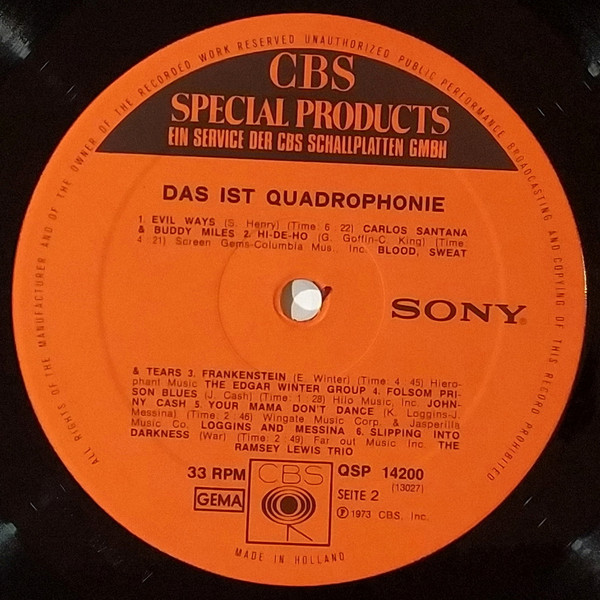 ALL RIGHTS OF THE MANUFACTURER AND OF THE OWNER OF THE RECORDED WORK RESERVED UNAUTHORIZED PUBLIC PERFORMANCE BROADCASTING AND COPYING OF THIS RECORD PROHIBITED
CBS
SPECIAL PRODUCTS
EIN SERVICE DER CBS SCHALLPLATTEN GMBH
DAS IST QUADROPHONIE
1. EVIL WAYS (S. Henry) (Time: 6 : 22) CARLOS SANTANA
& BUDDY MILES 2. HI-DE-HO (G. Goffin-C. King) (Time:
4 : 21) Screen Gems-Columbia Mus., Inc. BLOOD, SWEAT
SONY
& TEARS 3. FRANKENSTEIN (E. Winter) (Time: 4 : 45) Hiero-
phant Music THE EDGAR WINTER GROUP 4. FOLSOM PRI-
SON BLUES (J. Cash) (Time: 1 : 28) Hilo Music, Inc. JOHN-
NY CASH 5. YOUR MAMA DON'T DANCE (K. Loggins-J.
Messina) (Time: 2 : 46) Wingate Music Corp. & Jasperilla
Music Co. LOGGINS AND MESSINA 6. SLIPPING INTO
DARKNESS (War) (Time: 2 : 49) Far out Music Inc. THE
RAMSEY LEWIS TRIO
33 RPM CBS QSP 14200
(13027)
GEMA SEITE 2
℗ 1973 CBS, Inc.
MADE IN HOLLAND